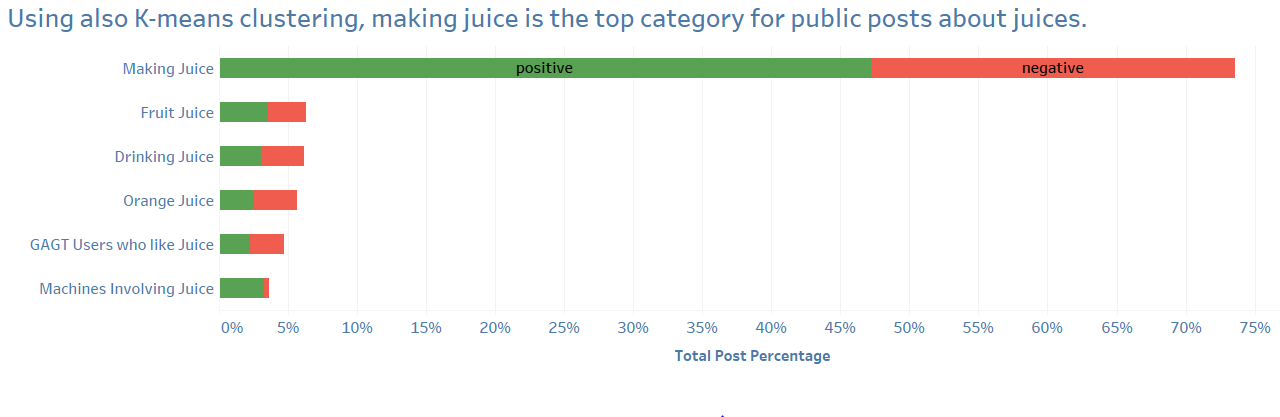 Using also K-means clustering, making juice is the top category for public posts about juices.
Making Juice
positive
negative
Fruit Juice
Drinking Juice
Orange Juice
GAGT Users who like Juice
Machines Involving Juice
0% 5% 10% 15% 20% 25% 30% 35% 40% 45% 50% 55% 60% 65% 70% 75%
Total Post Percentage